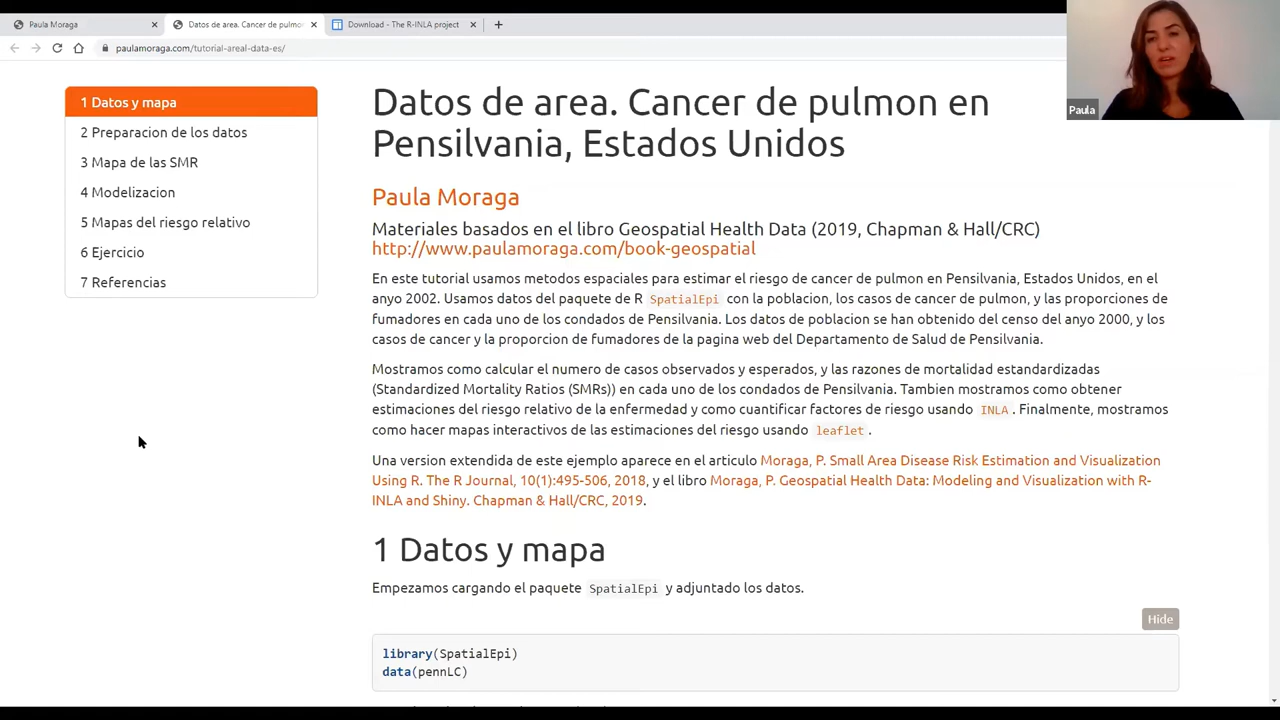 Paula Moraga
Datos de area. Cancer de pulmon
Download - The R-INLA project
paulamoraga.com/tutorial-areal-data-es/
Paula
1 Datos y mapa
2 Preparacion de los datos
3 Mapa de las SMR
4 Modelizacion
5 Mapas del riesgo relativo
6 Ejercicio
7 Referencias
Datos de area. Cancer de pulmon en
Pensilvania, Estados Unidos
Paula Moraga
Materiales basados en el libro Geospatial Health Data (2019, Chapman & Hall/CRC)
http://www.paulamoraga.com/book-geospatial
En este tutorial usamos metodos espaciales para estimar el riesgo de cancer de pulmon en Pensilvania, Estados Unidos, en el
anyo 2002. Usamos datos del paquete de R SpatialEpi con la poblacion, los casos de cancer de pulmon, y las proporciones de
fumadores en cada uno de los condados de Pensilvania. Los datos de poblacion se han obtenido del censo del anyo 2000, y los
casos de cancer y la proporcion de fumadores de la pagina web del Departamento de Salud de Pensilvania.
Mostramos como calcular el numero de casos observados y esperados, y las razones de mortalidad estandardizadas
(Standardized Mortality Ratios (SMRs)) en cada uno de los condados de Pensilvania. Tambien mostramos como obtener
estimaciones del riesgo relativo de la enfermedad y como cuantificar factores de riesgo usando INLA. Finalmente, mostramos
como hacer mapas interactivos de las estimaciones del riesgo usando leaflet.
Una version extendida de este ejemplo aparece en el articulo Moraga, P. Small Area Disease Risk Estimation and Visualization
Using R. The R Journal, 10(1):495-506, 2018, y el libro Moraga, P. Geospatial Health Data: Modeling and Visualization with R-
INLA and Shiny. Chapman & Hall/CRC, 2019.
1 Datos y mapa
Empezamos cargando el paquete SpatialEpi y adjuntado los datos.
Hide
library(SpatialEpi)
data(pennLC)